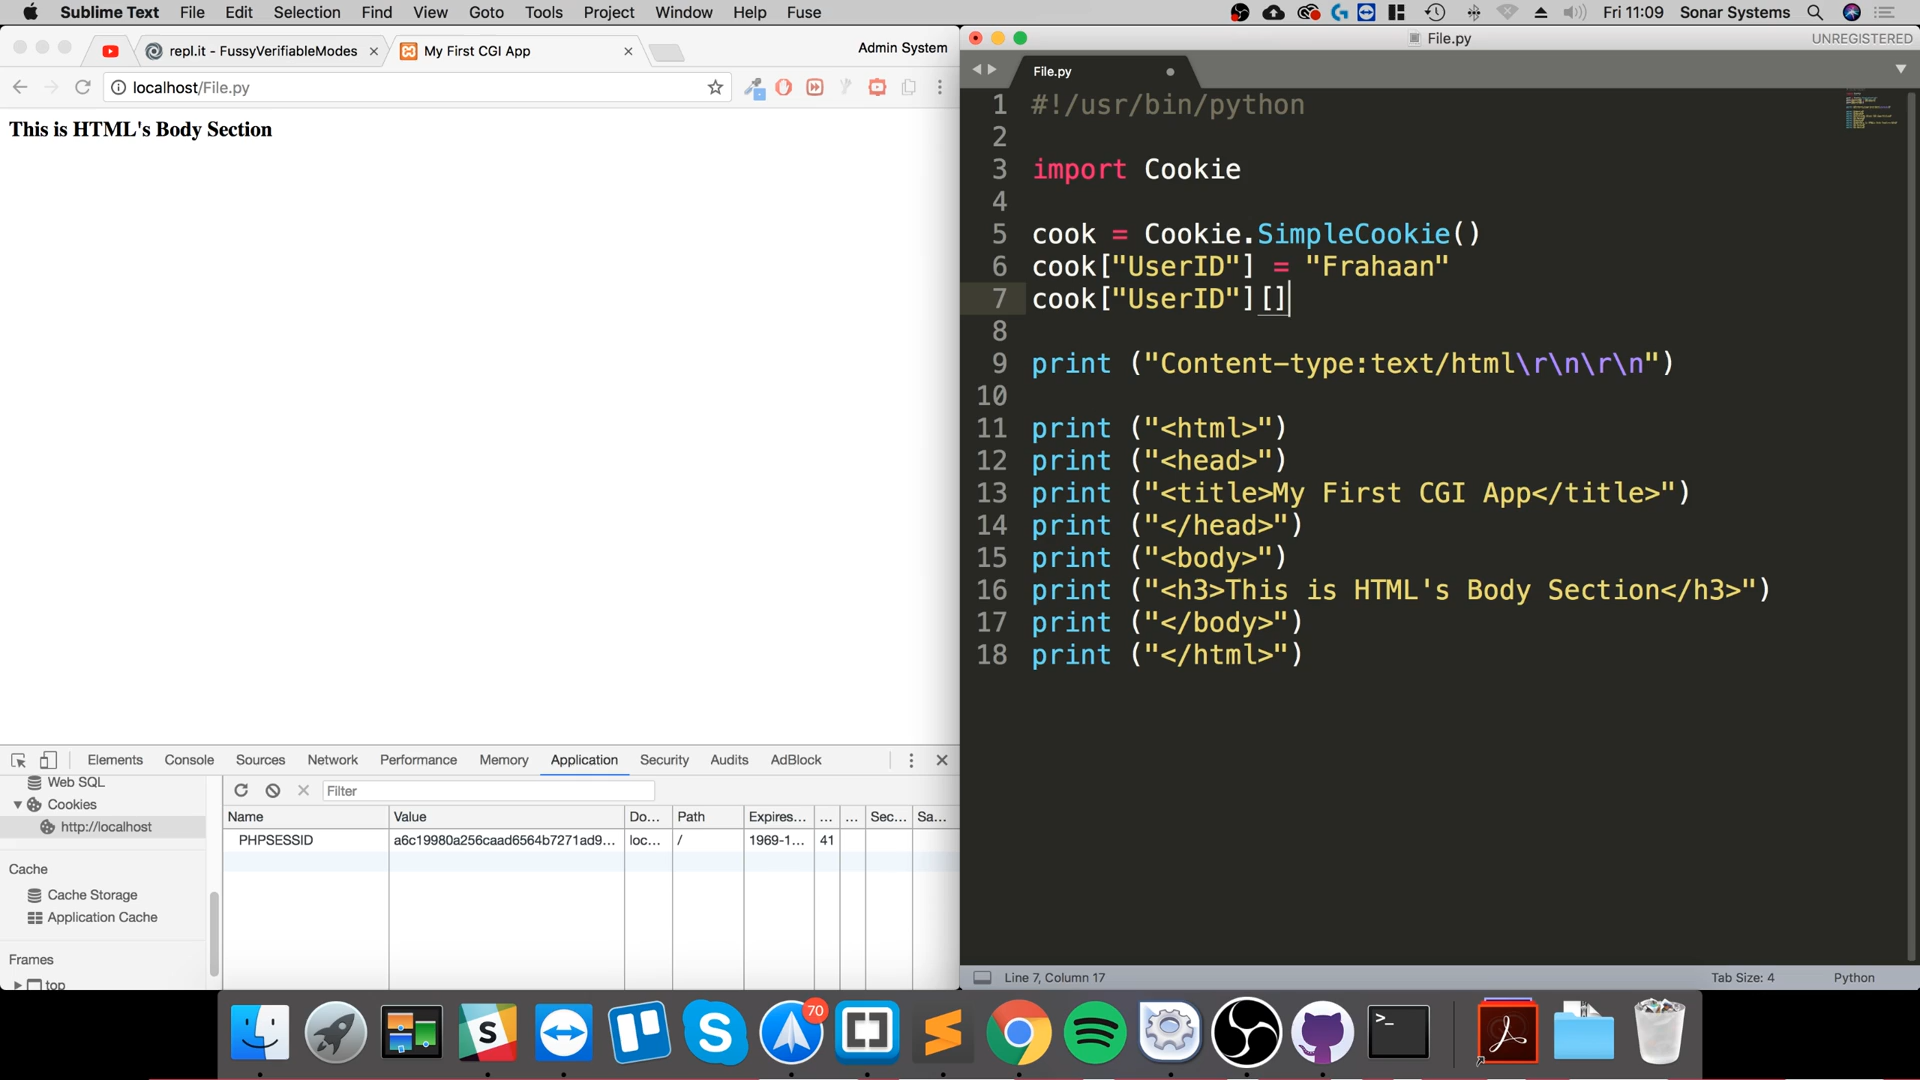 Sublime Text File Edit Selection Find View Goto Tools Project Window Help Fuse Fri 11:09 Sonar Systems
repl.it - FussyVerifiableModes × My First CGI App × Admin System
localhost/File.py
This is HTML's Body Section
File.py UNREGISTERED
File.py
1 #!/usr/bin/python
2
3 import Cookie
4
5 cook = Cookie.SimpleCookie()
6 cook["UserID"] = "Frahaan"
7 cook["UserID"][]
8
9 print ("Content-type:text/html\r\n\r\n")
10
11 print ("<html>")
12 print ("<head>")
13 print ("<title>My First CGI App</title>")
14 print ("</head>")
15 print ("<body>")
16 print ("<h3>This is HTML's Body Section</h3>")
17 print ("</body>")
18 print ("</html>")
Line 7, Column 17 Tab Size: 4 Python
Elements Console Sources Network Performance Memory Application Security Audits AdBlock
Web SQL
Cookies
http://localhost
Cache
Cache Storage
Application Cache
Frames
top
Filter
Name Value Do... Path Expires... ... ... Sec... Sa...
PHPSESSID a6c19980a256caad6564b7271ad9... loc... / 1969-1... 41
70